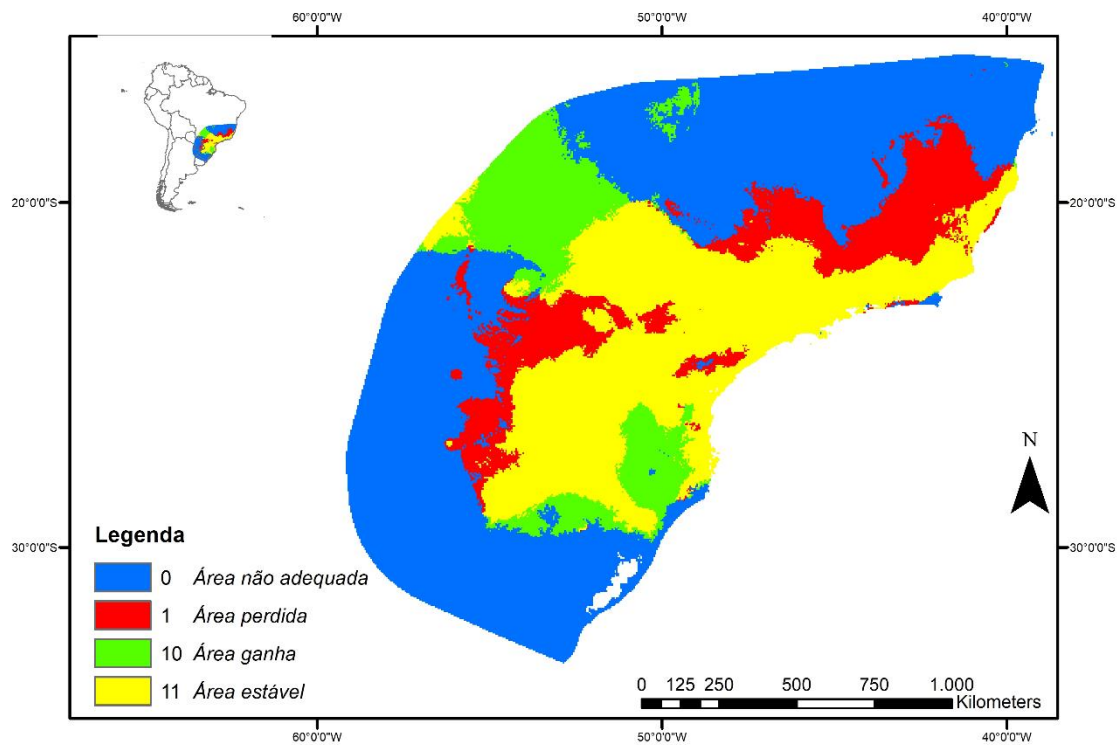 60°0'0"W 50°0'0"W 40°0'0"W
20°0'0"S 20°0'0"S
N
30°0'0"S 30°0'0"S
Legenda
0 Área não adequada
1 Área perdida
10 Área ganha
11 Área estável
0 125 250 500 750 1.000
Kilometers
60°0'0"W 50°0'0"W 40°0'0"W